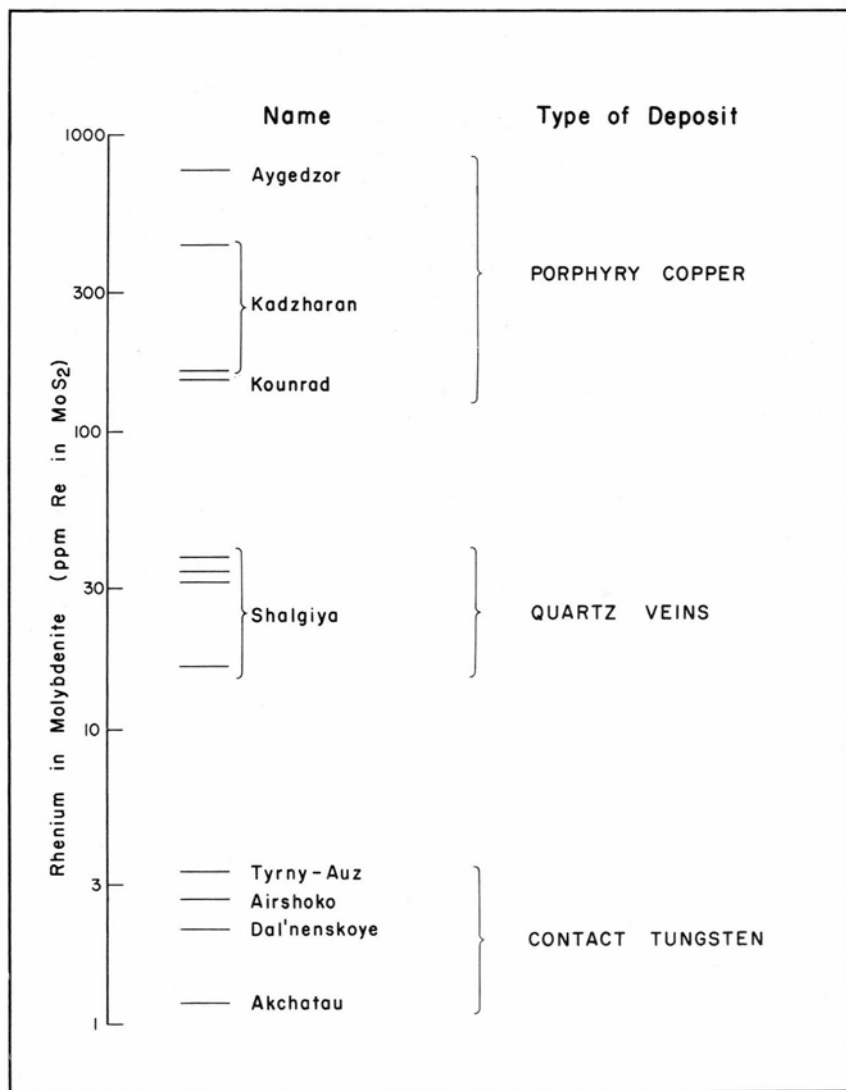 Name Type of Deposit
1000
Aygedzor
PORPHYRY COPPER
300
Kadzharan
Kounrad
100
Rhenium in Molybdenite (ppm Re in MoS₂)
30
Shalgiya
QUARTZ VEINS
10
Tyrny-Auz
3
Airshoko
Dal'nenskoye
CONTACT TUNGSTEN
Akchatau
1